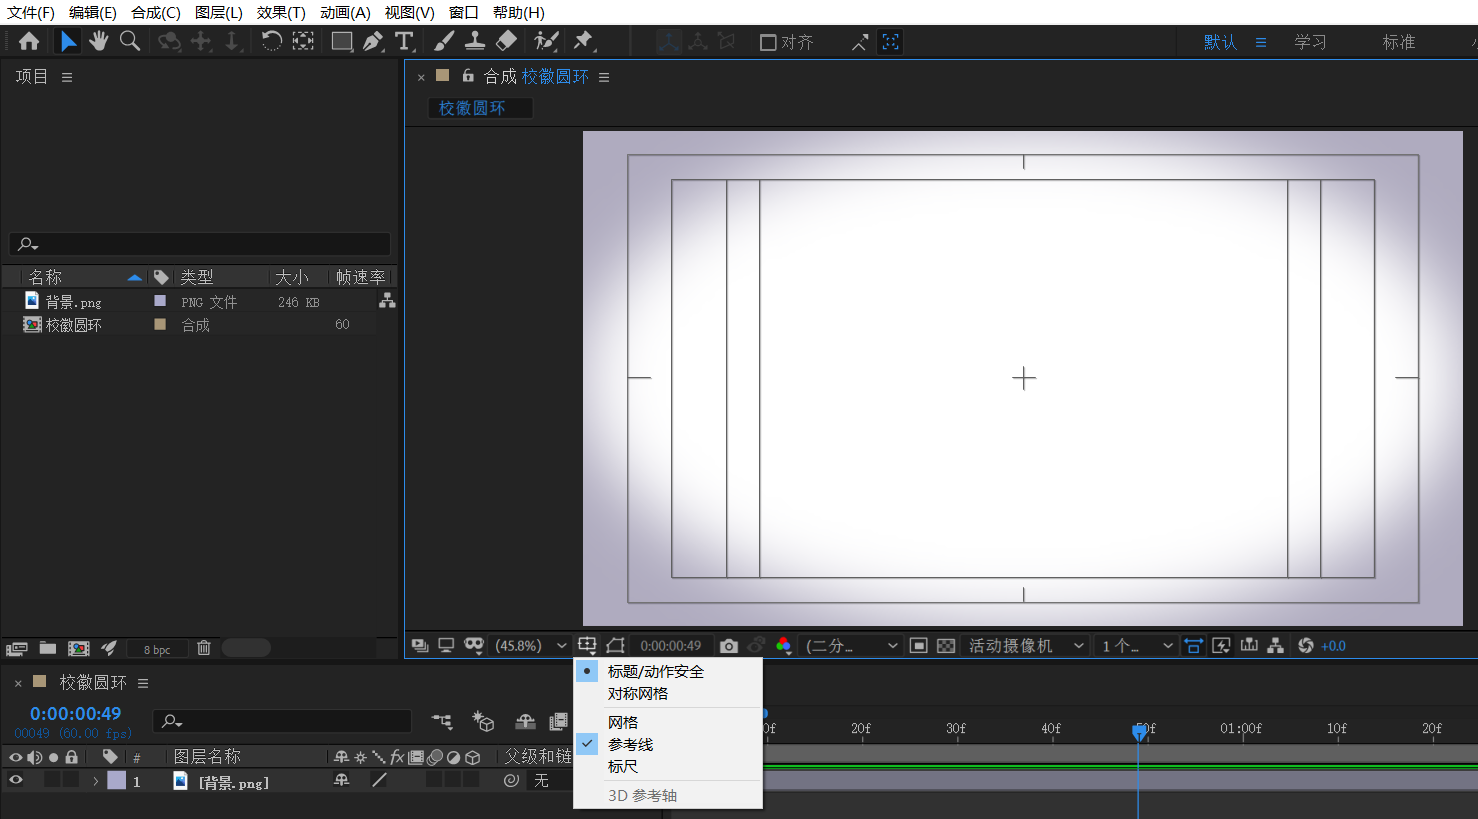 文件(F) 编辑(E) 合成(C) 图层(L) 效果(T) 动画(A) 视图(V) 窗口 帮助(H)
对齐 默认 学习 标准
项目
合成 校徽圆环
校徽圆环
名称 类型 大小 帧速率
背景.png PNG 文件 246 KB
校徽圆环 合成 60
8 bpc
(45.8%) 0:00:00:49 (二分... 活动摄像机 1 个... +0.0
标题/动作安全
对称网格
网格
参考线
标尺
3D 参考轴
校徽圆环
0:00:00:49
00049 (60.00 fps)
0f 20f 30f 40f 50f 01:00f 10f 20f
# 图层名称 fx 父级和链
1 [背景.png] 无